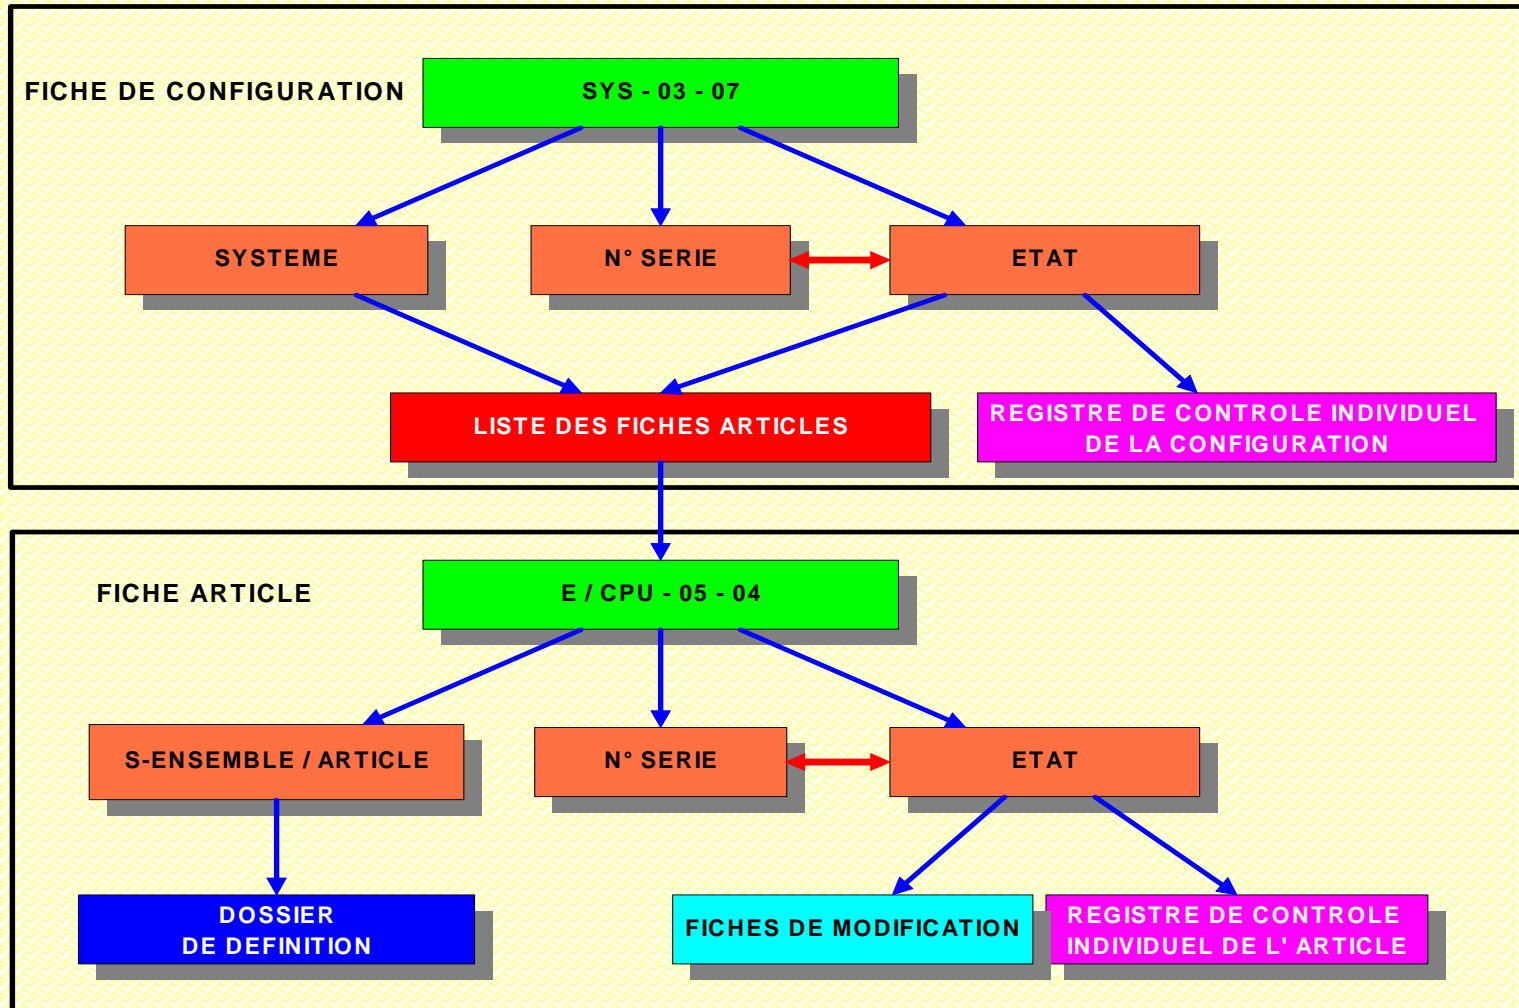 FICHE DE CONFIGURATION
SYS - 03 - 07
SYSTEME
N° SERIE
ETAT
LISTE DES FICHES ARTICLES
REGISTRE DE CONTROLE INDIVIDUEL
DE LA CONFIGURATION
FICHE ARTICLE
E / CPU - 05 - 04
S-ENSEMBLE / ARTICLE
N° SERIE
ETAT
DOSSIER
DE DEFINITION
FICHES DE MODIFICATION
REGISTRE DE CONTROLE
INDIVIDUEL DE L' ARTICLE